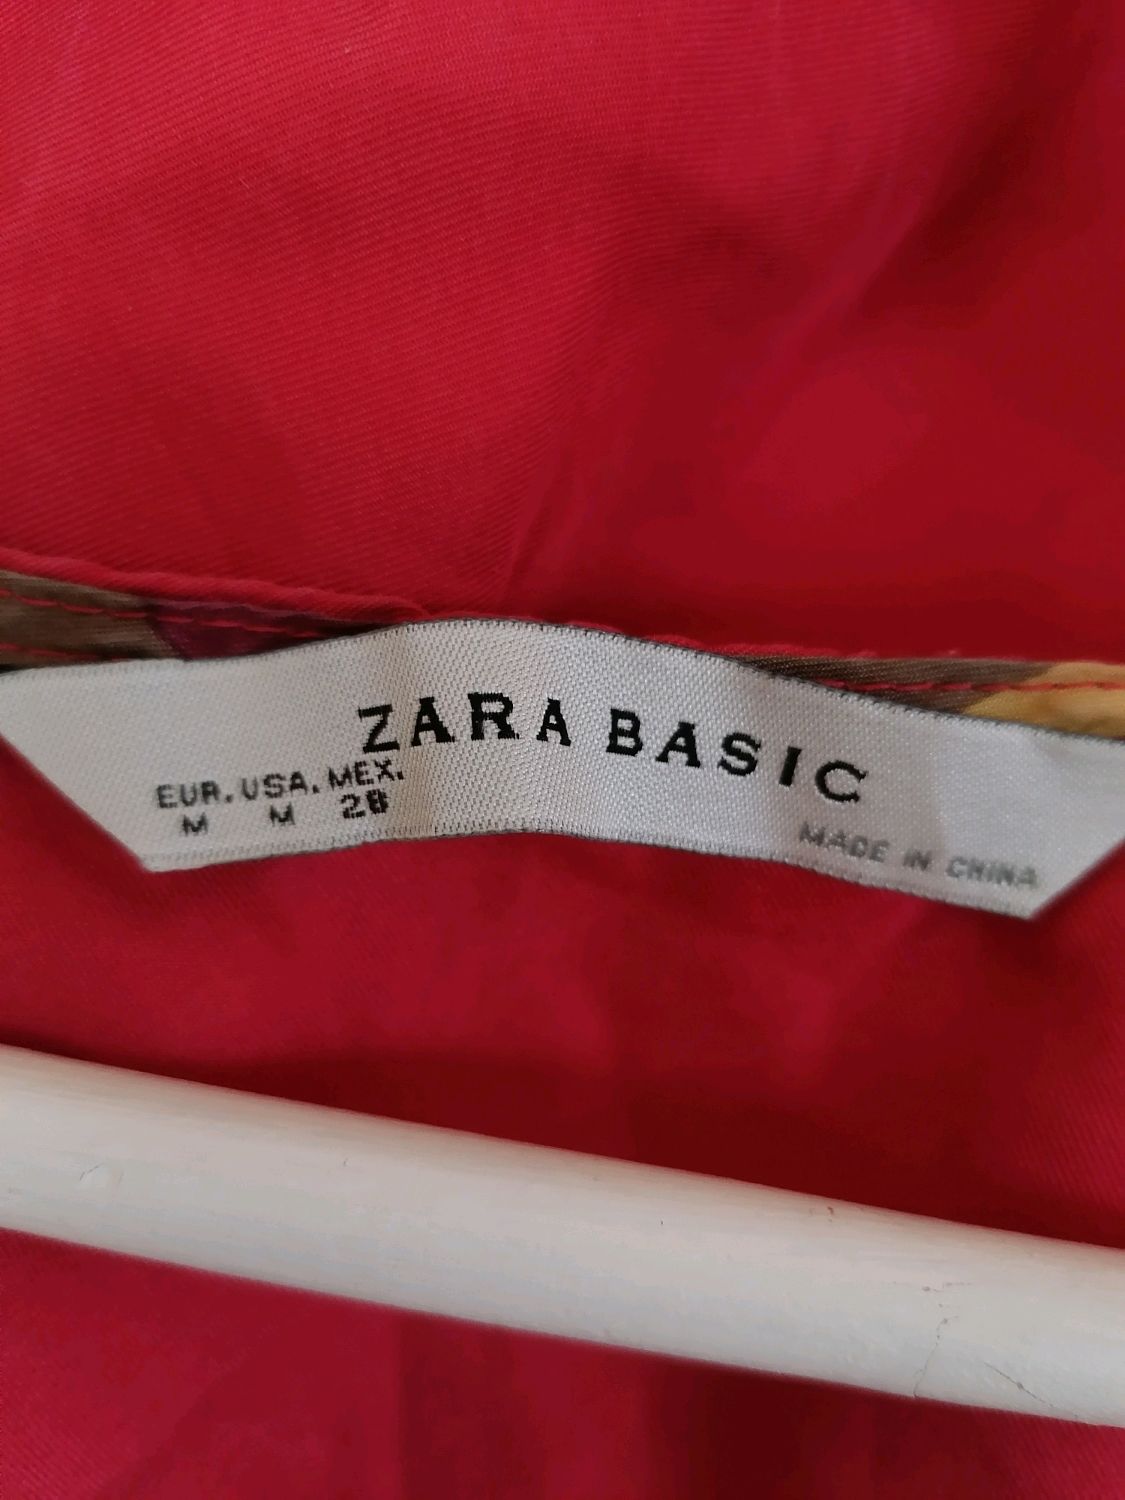 ZARA BASIC
EUR. USA. MEX.
M M 28
MADE IN CHINA